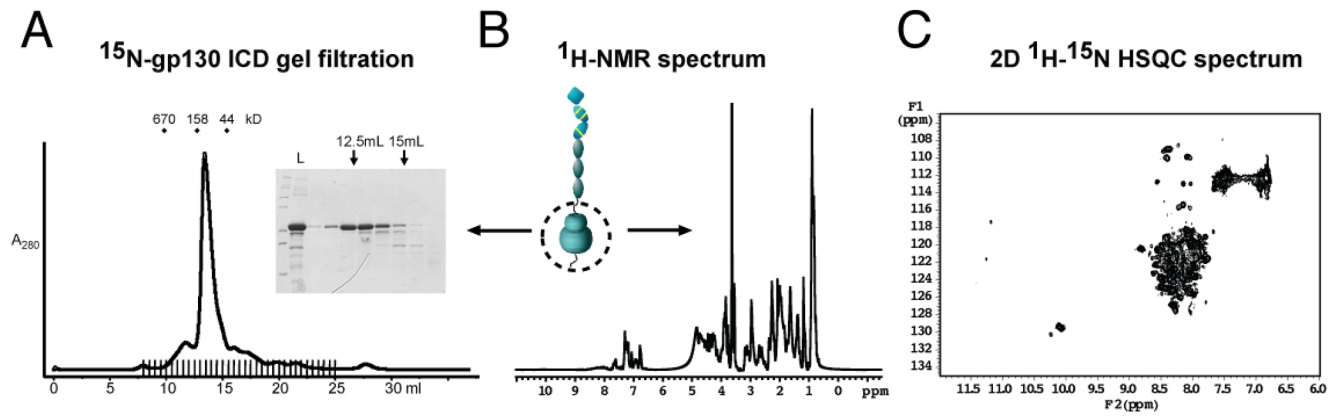 A
¹⁵N-gp130 ICD gel filtration
670 158 44 kD
L 12.5mL 15mL
A₂₈₀
0 5 10 15 20 25 30 ml
B
¹H-NMR spectrum
10 9 8 7 6 5 4 3 2 1 0 ppm
C
2D ¹H-¹⁵N HSQC spectrum
F1
(ppm)
108
110
112
114
116
118
120
122
124
126
128
130
132
134
11.5 11.0 10.5 10.0 9.5 9.0 8.5 8.0 7.5 7.0 6.5 6.0
F2(ppm)